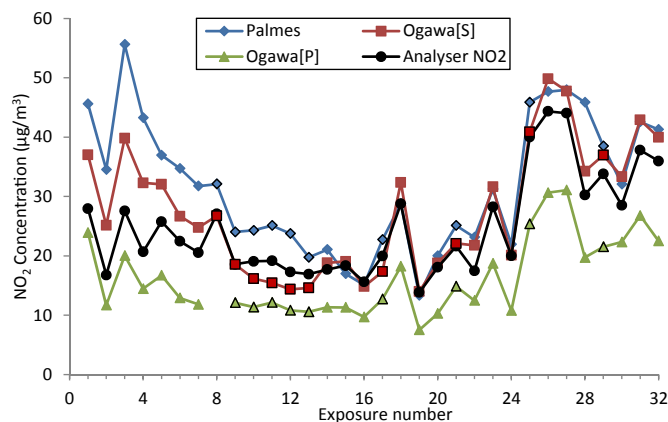 60
50
40
30
20
10
0
NO₂ Concentration (µg/m³)
Palmes
Ogawa[S]
Ogawa[P]
Analyser NO2
0 4 8 12 16 20 24 28 32
Exposure number